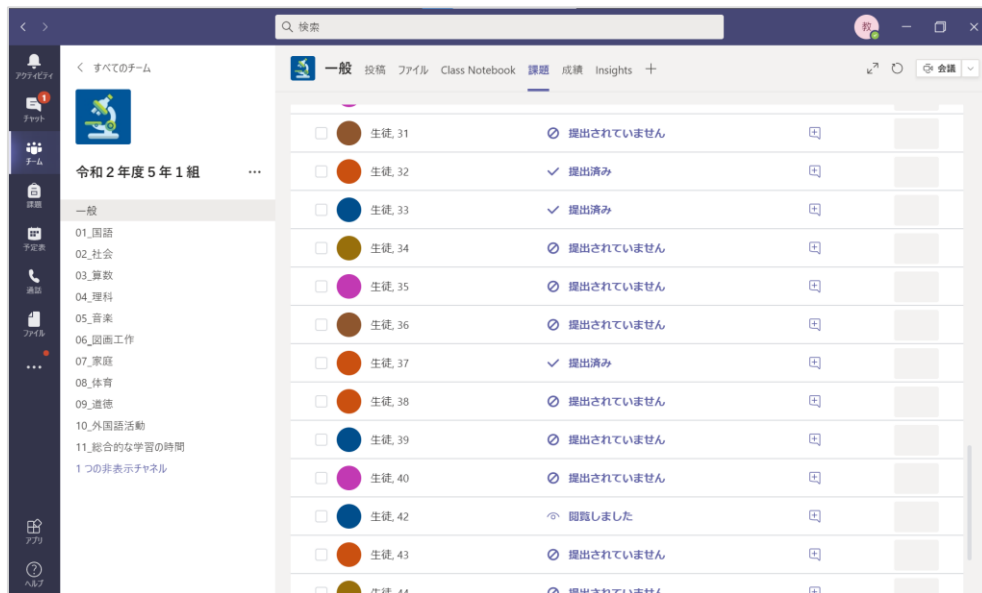 検索
教
アクティビティ
チャット
1
チーム
課題
予定表
通話
ファイル
アプリ
ヘルプ
すべてのチーム
令和２年度５年１組
一般
01_国語
02_社会
03_算数
04_理科
05_音楽
06_図画工作
07_家庭
08_体育
09_道徳
10_外国語活動
11_総合的な学習の時間
1 つの非表示チャネル
一般 投稿 ファイル Class Notebook 課題 成績 Insights
会議
生徒, 31 提出されていません
生徒, 32 提出済み
生徒, 33 提出済み
生徒, 34 提出されていません
生徒, 35 提出されていません
生徒, 36 提出されていません
生徒, 37 提出済み
生徒, 38 提出されていません
生徒, 39 提出されていません
生徒, 40 提出されていません
生徒, 42 閲覧しました
生徒, 43 提出されていません
生徒, 44 提出されていません